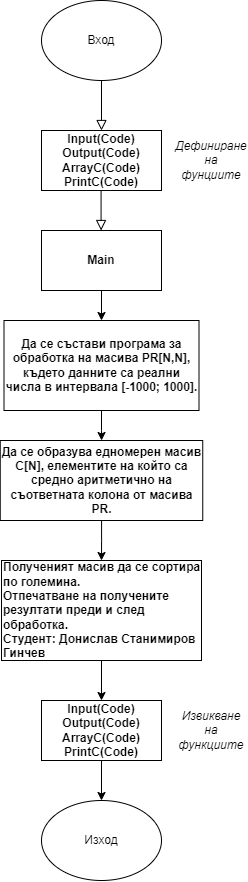 Вход
Input(Code)
Output(Code)
ArrayC(Code)
PrintC(Code)
Дефиниране
на
фунциите
Main
Да се състави програма за
обработка на масива PR[N,N],
където данните са реални
числа в интервала [-1000; 1000].
Да се образува едномерен масив
C[N], елементите на който са
средно аритметично на
съответната колона от масива
PR.
Полученият масив да се сортира
по големина.
Отпечатване на получените
резултати преди и след
обработка.
Студент: Донислав Станимиров
Гинчев
Input(Code)
Output(Code)
ArrayC(Code)
PrintC(Code)
Извикване
на
функциите
Изход